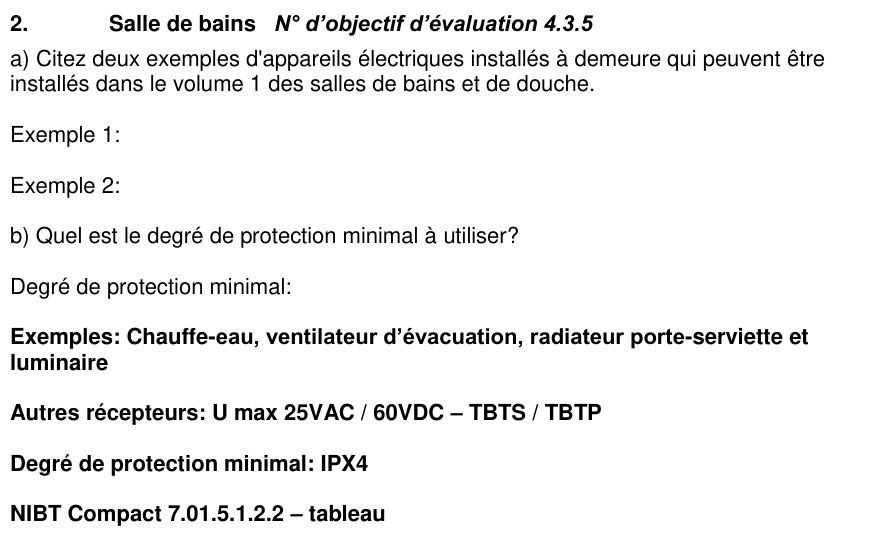 2. Salle de bains N° d’objectif d’évaluation 4.3.5
a) Citez deux exemples d'appareils électriques installés à demeure qui peuvent être
installés dans le volume 1 des salles de bains et de douche.
Exemple 1:
Exemple 2:
b) Quel est le degré de protection minimal à utiliser?
Degré de protection minimal:
Exemples: Chauffe-eau, ventilateur d’évacuation, radiateur porte-serviette et
luminaire
Autres récepteurs: U max 25VAC / 60VDC – TBTS / TBTP
Degré de protection minimal: IPX4
NIBT Compact 7.01.5.1.2.2 – tableau